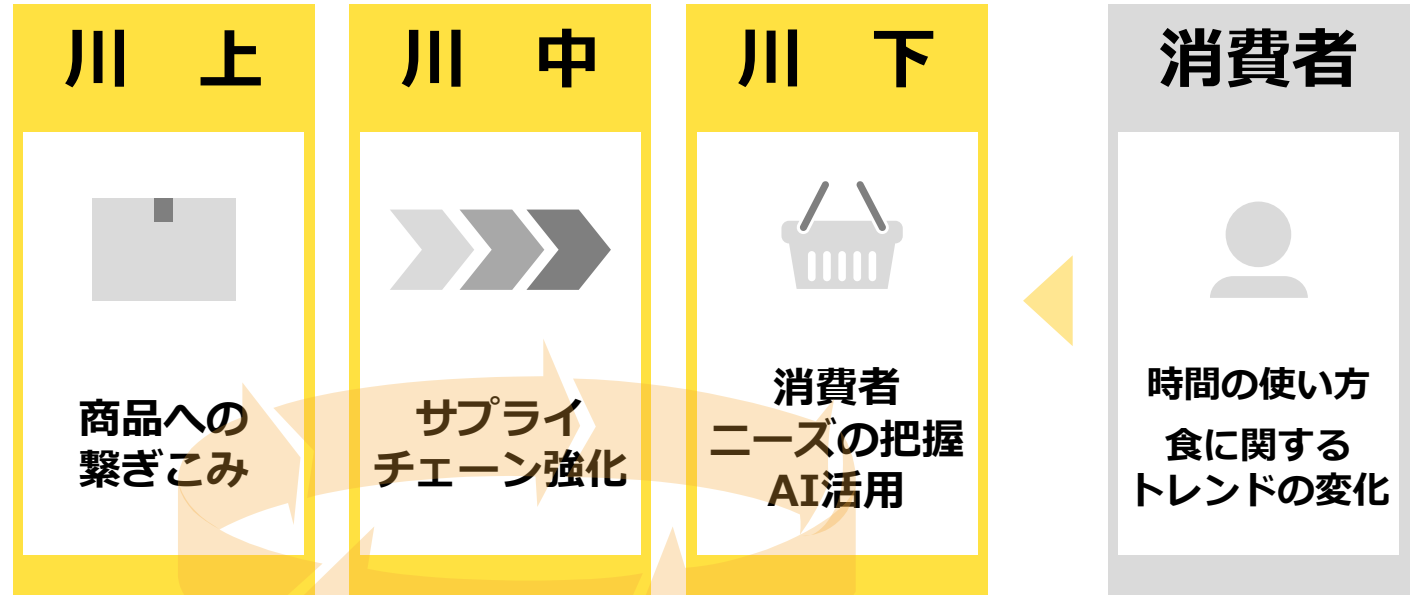 川　上
商品への
繋ぎこみ
川　中
サプライ
チェーン強化
川　下
消費者
ニーズの把握
AI活用
消費者
時間の使い方
食に関する
トレンドの変化